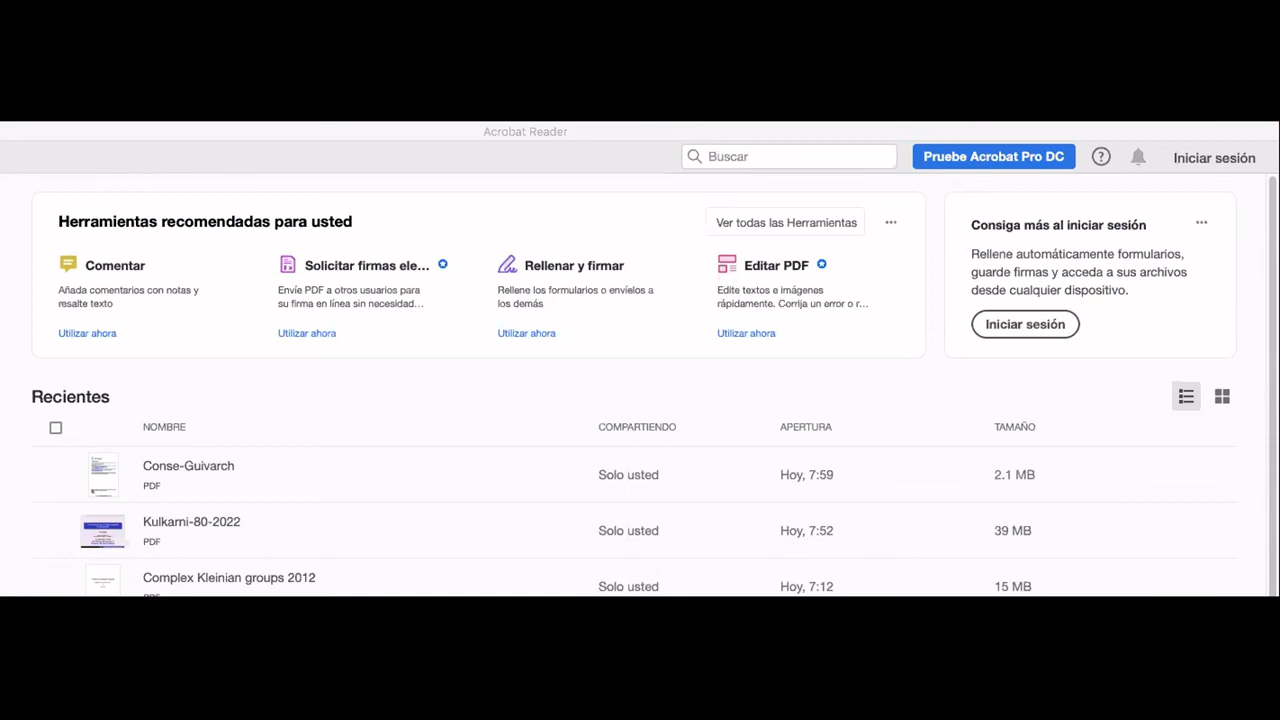 Acrobat Reader
Buscar
Pruebe Acrobat Pro DC
?
Iniciar sesión
Herramientas recomendadas para usted
Ver todas las Herramientas
Comentar
Añada comentarios con notas y
resalte texto
Utilizar ahora
Solicitar firmas ele...
Envíe PDF a otros usuarios para
su firma en línea sin necesidad...
Utilizar ahora
Rellenar y firmar
Rellene los formularios o envíelos a
los demás
Utilizar ahora
Editar PDF
Edite textos e imágenes
rápidamente. Corrija un error o r...
Utilizar ahora
Consiga más al iniciar sesión
Rellene automáticamente formularios,
guarde firmas y acceda a sus archivos
desde cualquier dispositivo.
Iniciar sesión
Recientes
NOMBRE COMPARTIENDO APERTURA TAMAÑO
Conse-Guivarch
PDF
Solo usted Hoy, 7:59 2.1 MB
Kulkarni-80-2022
PDF
Solo usted Hoy, 7:52 39 MB
Complex Kleinian groups 2012
PDF
Solo usted Hoy, 7:12 15 MB